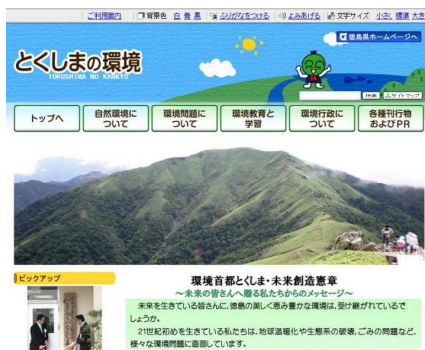 ご利用案内 背景色 白 青 黒 ふりがなをつける よみあげる 文字サイズ 小さく 標準 大き
徳島県ホームページへ
とくしまの環境
TOKUSHIMA NO KANKYO
検索 サイトマップ
トップへ
自然環境に
ついて
環境問題に
ついて
環境教育と
学習
環境行政に
ついて
各種刊行物
およびPR
ピックアップ
環境首都とくしま・未来創造憲章
～未来の皆さんへ贈る私たちからのメッセージ～
未来を生きている皆さんに、徳島の美しく恵み豊かな環境は、受け継がれているで
しょうか。
21世紀初めを生きている私たちは、地球温暖化や生態系の破壊、ごみの問題など、
様々な環境問題に直面しています。